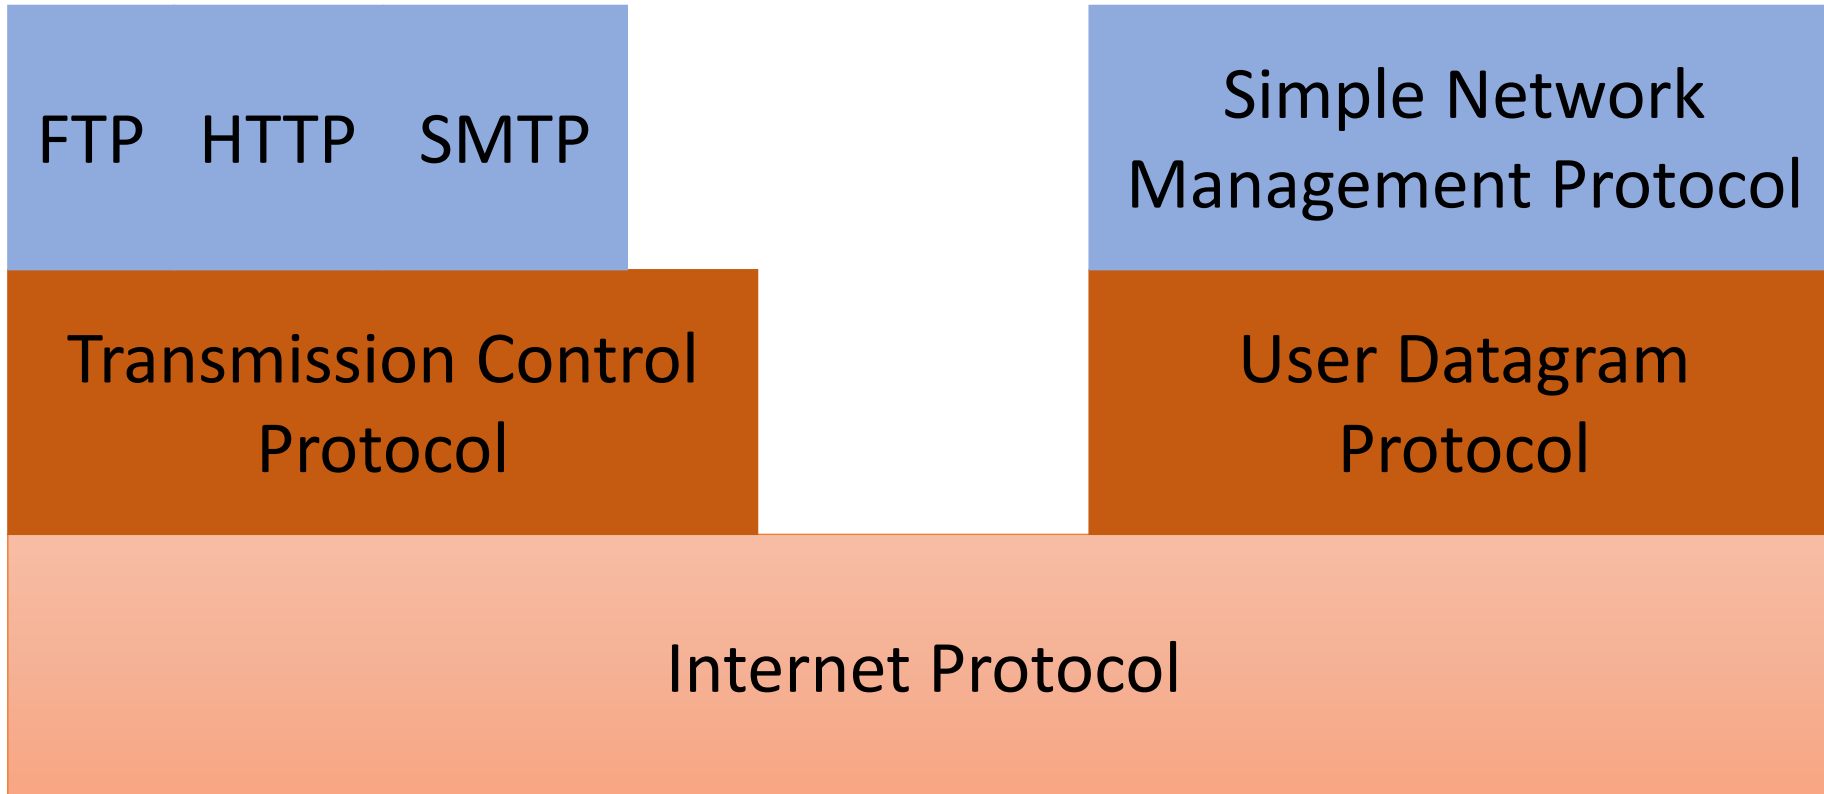 FTP HTTP SMTP
Simple Network
Management Protocol
Transmission Control
Protocol
User Datagram
Protocol
Internet Protocol